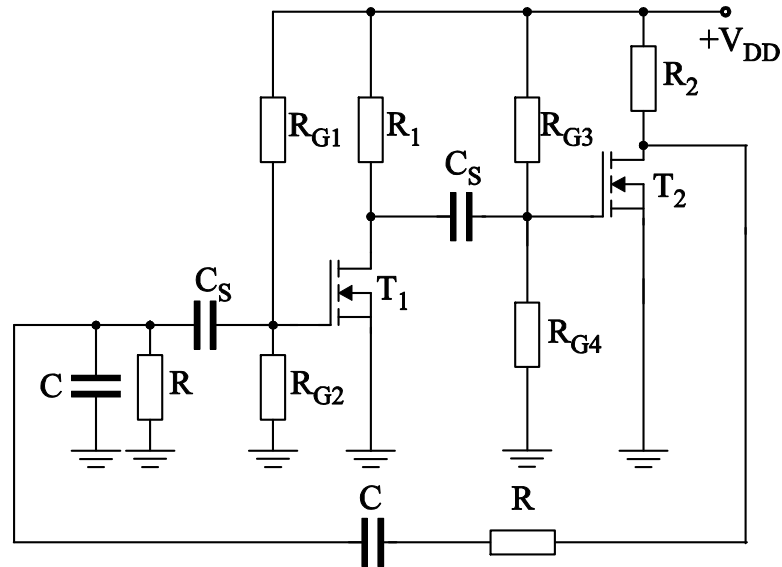 +V_DD
R_2
R_G1
R_1
R_G3
C_S
T_2
C_S
T_1
C
R
R_G2
R_G4
C
R